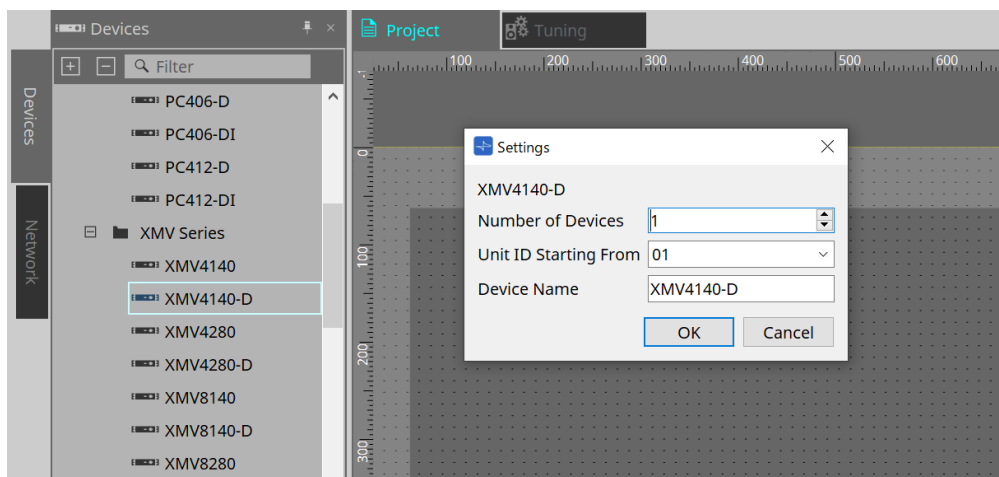 Devices
Filter
PC406-D
PC406-DI
PC412-D
PC412-DI
XMV Series
XMV4140
XMV4140-D
XMV4280
XMV4280-D
XMV8140
XMV8140-D
XMV8280
Devices
Network
Project
Tuning
100
200
300
400
500
600
-1
0
100
200
300
Settings
XMV4140-D
Number of Devices 1
Unit ID Starting From 01
Device Name XMV4140-D
OK Cancel